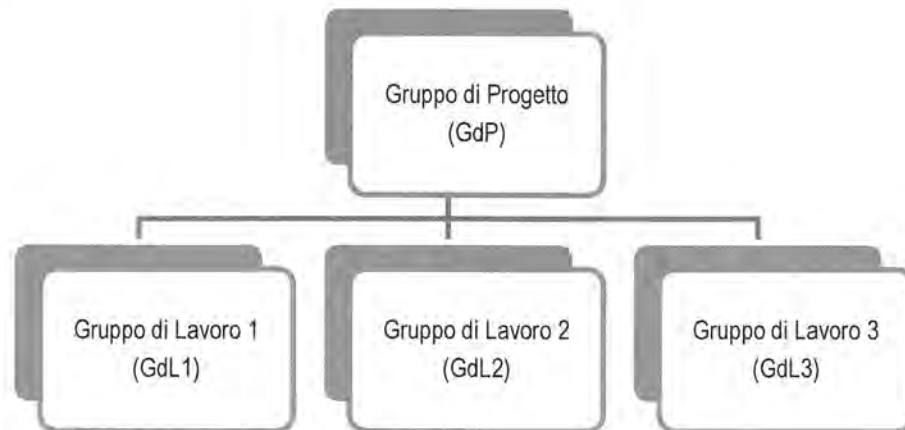 Gruppo di Progetto
(GdP)
Gruppo di Lavoro 1
(GdL1)
Gruppo di Lavoro 2
(GdL2)
Gruppo di Lavoro 3
(GdL3)